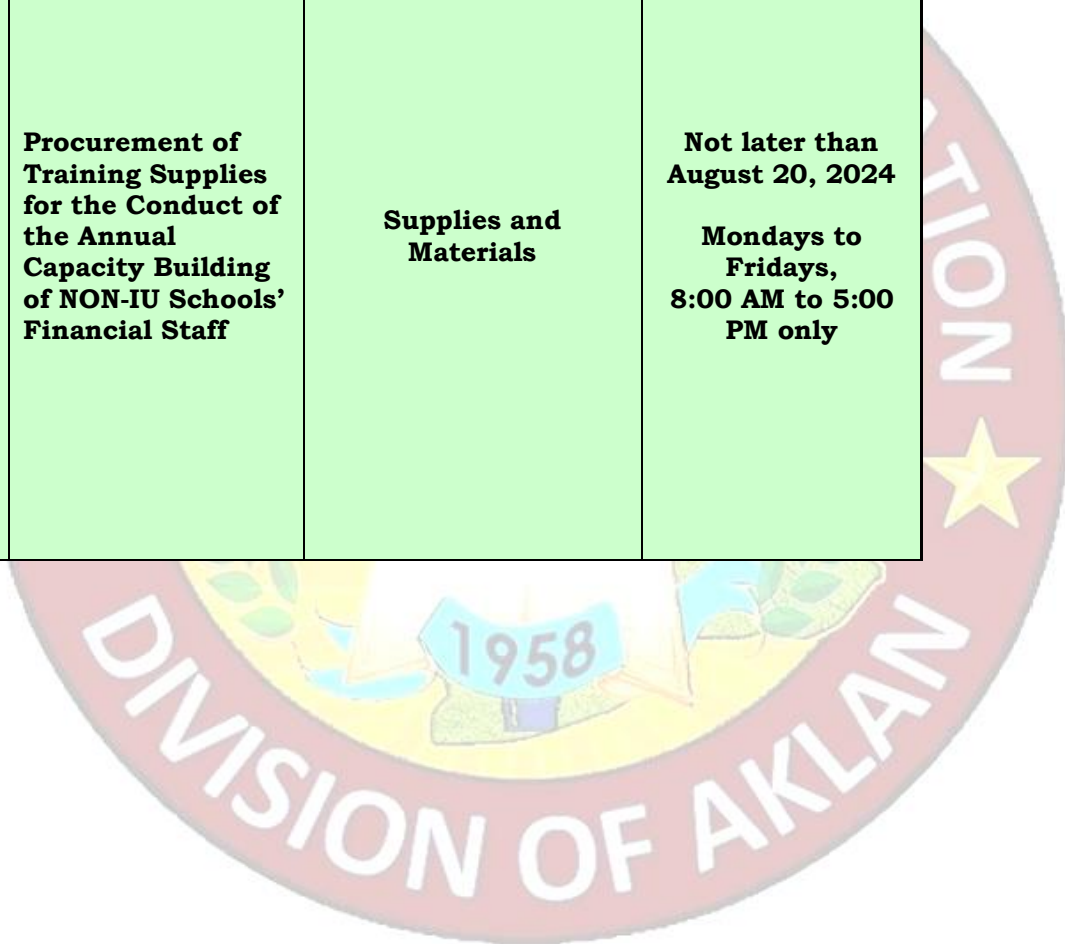 Procurement of
Training Supplies
for the Conduct of
the Annual
Capacity Building
of NON-IU Schools’
Financial Staff
Supplies and
Materials
Not later than
August 20, 2024
Mondays to
Fridays,
8:00 AM to 5:00
PM only
1958
DIVISION OF AKLAN